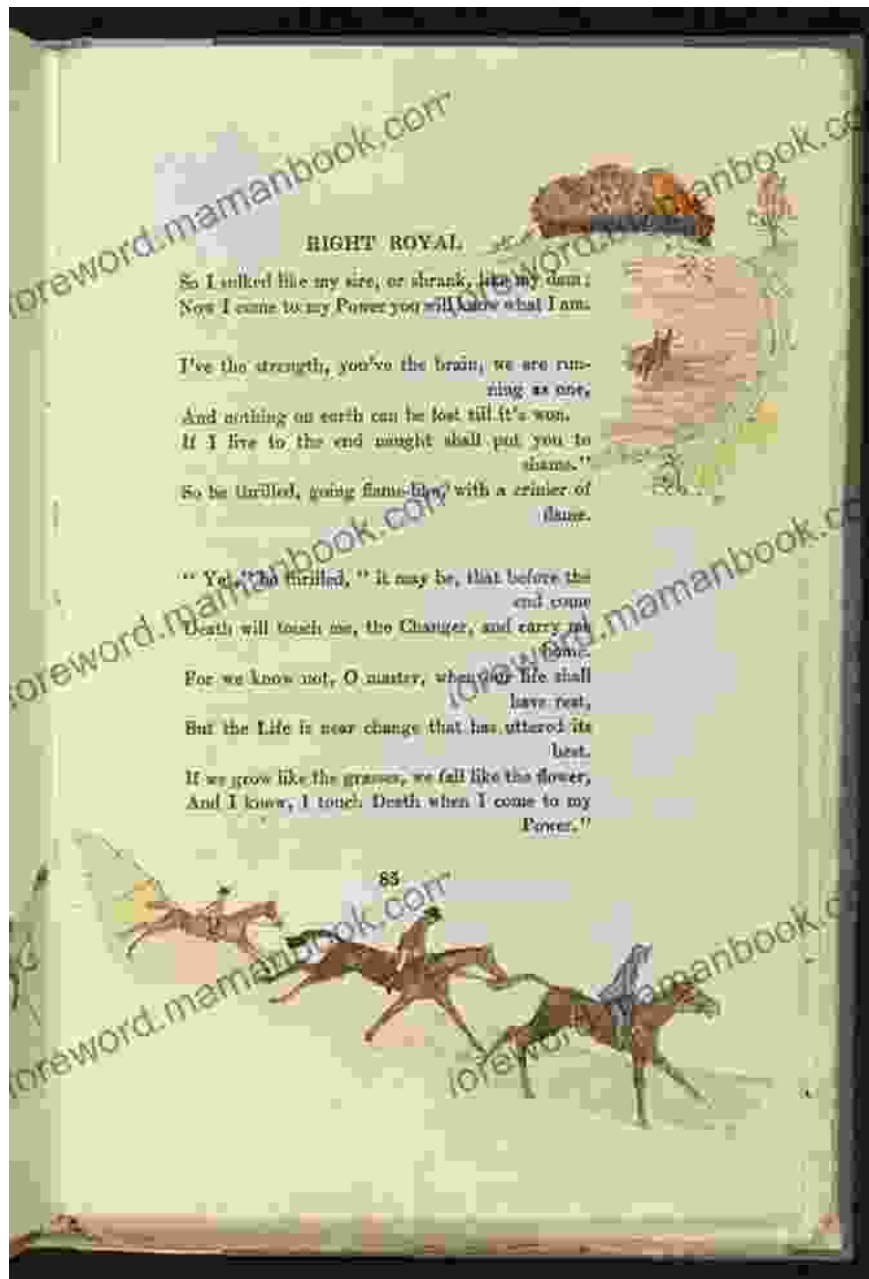 RIGHT ROYAL
So I sulked like my sire, or shrank, like my dam;
Now I come to my Power you will know what I am.
I've the strength, you've the brain, we are run-
ning as one,
And nothing on earth can be lost till it's won.
If I live to the end naught shall put you to
shame."
So he thrilled, going flame-like, with a crinier of
flame.
"Yet," he thrilled, "it may be, that before the
end come
Death will touch me, the Changer, and carry me
home.
For we know not, O master, when our life shall
have rest,
But the Life is near change that has uttered its
best.
If we grow like the grasses, we fall like the flower,
And I know, I touch Death when I come to my
Power."
85
foreword.mamanbook.com
foreword.mamanbook.com
foreword.mamanbook.com
foreword.mamanbook.com
foreword.mamanbook.com
foreword.mamanbook.com